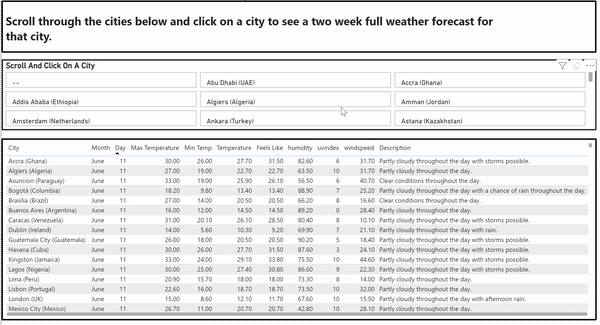 Scroll through the cities below and click on a city to see a two week full weather forecast for
that city.
Scroll And Click On A City
--
Abu Dhabi (UAE)
Accra (Ghana)
Addis Ababa (Ethiopia)
Algiers (Algeria)
Amman (Jordan)
Amsterdam (Netherlands)
Ankara (Turkey)
Astana (Kazakhstan)
City Month Day Max Temperature Min Temp Temperature Feels Like humidity uvindex windspeed Description
Accra (Ghana) June 11 30.00 26.00 27.70 31.50 82.60 6 31.70 Partly cloudy throughout the day with storms possible.
Algiers (Algeria) June 11 27.00 19.00 22.70 22.70 63.50 10 31.70 Partly cloudy throughout the day.
Asuncion (Paraguay) June 11 33.00 19.00 25.90 26.10 56.50 6 40.70 Clear conditions throughout the day.
Bogotá (Columbia) June 11 18.20 9.80 13.40 13.40 88.90 7 25.20 Partly cloudy throughout the day with a chance of rain throughout the day.
Brasilia (Brazil) June 11 27.00 14.00 20.50 20.50 66.20 8 16.60 Clear conditions throughout the day.
Buenos Aires (Argentina) June 11 16.00 12.00 14.50 14.50 89.20 0 28.40 Partly cloudy throughout the day.
Caracas (Venezuela) June 11 31.00 20.10 26.10 28.50 80.40 8 10.10 Partly cloudy throughout the day with storms possible.
Dublin (Ireland) June 11 14.00 5.60 10.30 9.20 69.90 7 21.10 Partly cloudy throughout the day with rain.
Guatemala City (Guatemala) June 11 26.00 18.00 20.50 20.50 90.20 5 18.40 Partly cloudy throughout the day with storms possible.
Havana (Cuba) June 11 30.00 26.00 27.70 31.50 87.60 3 24.10 Partly cloudy throughout the day with storms possible.
Kingston (Jamaica) June 11 33.00 24.00 29.10 33.80 75.50 10 44.60 Partly cloudy throughout the day with storms possible.
Lagos (Nigeria) June 11 30.00 25.00 27.40 30.80 86.60 9 22.30 Partly cloudy throughout the day with storms possible.
Lima (Peru) June 11 20.90 15.70 18.00 18.00 73.30 8 14.00 Partly cloudy throughout the day.
Lisbon (Portugal) June 11 22.60 16.00 18.70 18.70 73.50 10 32.00 Partly cloudy throughout the day.
London (UK) June 11 15.00 8.60 12.10 11.70 67.60 10 15.50 Partly cloudy throughout the day with afternoon rain.
Mexico City (Mexico) June 11 26.70 11.00 20.70 20.70 42.80 10 28.10 Partly cloudy throughout the day.